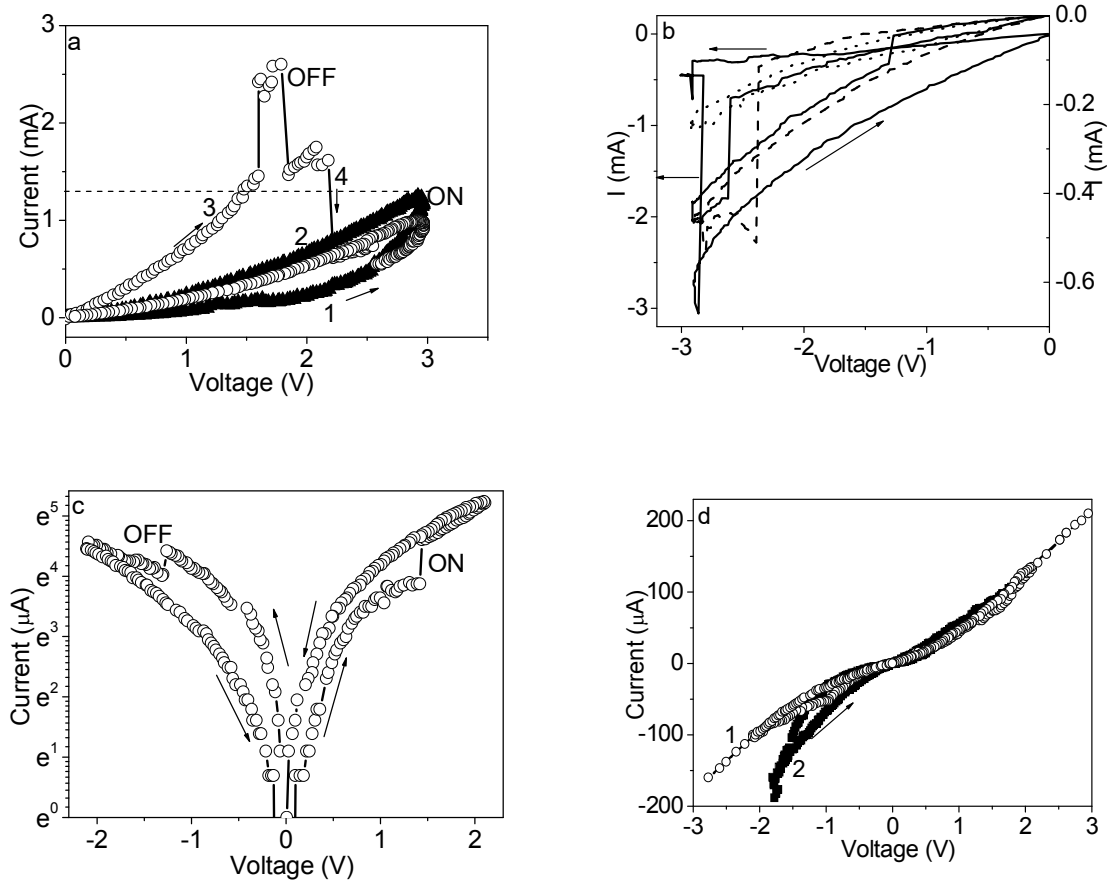 a
OFF
4
3
ON
2
1
3
2
1
0
Current (mA)
0 1 2 3
Voltage (V)
b
0
-1
-2
-3
I (mA)
0.0
-0.2
-0.4
-0.6
I (mA)
-3 -2 -1 0
Voltage (V)
c
OFF
ON
e⁵
e⁴
e³
e²
e¹
e⁰
Current (μA)
-2 -1 0 1 2
Voltage (V)
d
1
2
200
100
0
-100
-200
Current (μA)
-3 -2 -1 0 1 2 3
Voltage (V)